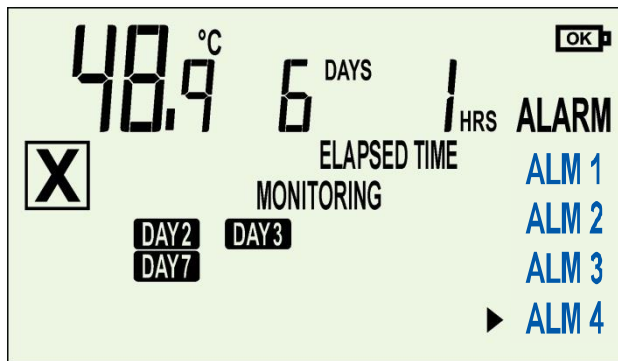 OK
48.9 °C 6 DAYS 1 HRS
ALARM
ELAPSED TIME
X
MONITORING
ALM 1
DAY2 DAY3
ALM 2
DAY7
ALM 3
ALM 4